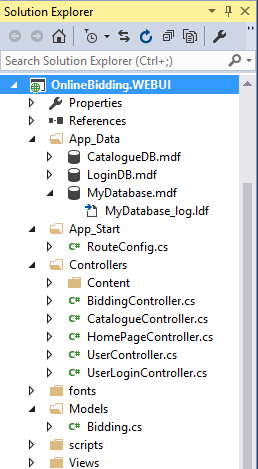 Solution Explorer
Search Solution Explorer (Ctrl+;)
OnlineBidding.WEBUI
Properties
References
App_Data
CatalogueDB.mdf
LoginDB.mdf
MyDatabase.mdf
MyDatabase_log.ldf
App_Start
RouteConfig.cs
Controllers
Content
BiddingController.cs
CatalogueController.cs
HomePageController.cs
UserController.cs
UserLoginController.cs
fonts
Models
Bidding.cs
scripts
Views